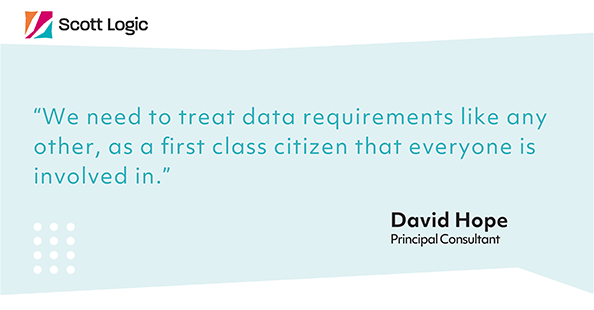 Scott Logic
“We need to treat data requirements like any
other, as a first class citizen that everyone is
involved in.”
David Hope
Principal Consultant